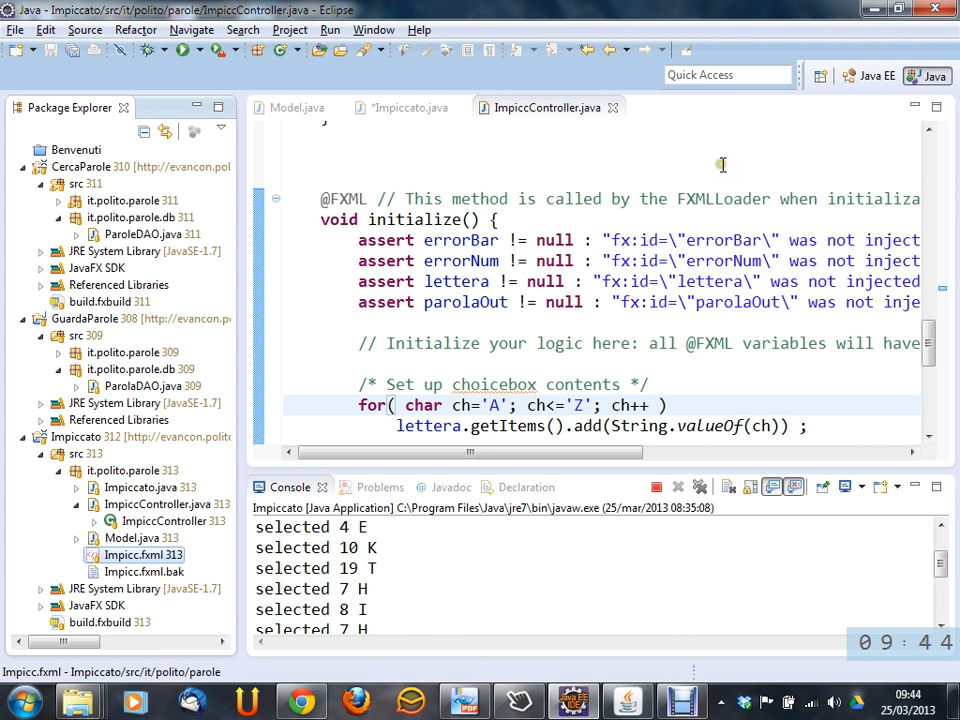 Java - Impiccato/src/it/polito/parole/ImpiccController.java - Eclipse
File Edit Source Refactor Navigate Search Project Run Window Help
Quick Access
Java EE
Java
Package Explorer
Model.java
*Impiccato.java
ImpiccController.java
Benvenuti
CercaParole 310 [http://evancon.pol
src 311
it.polito.parole 311
it.polito.parole.db 311
ParoleDAO.java 311
JRE System Library [JavaSE-1.7]
JavaFX SDK
Referenced Libraries
build.fxbuild 311
GuardaParole 308 [http://evancon.p
src 309
it.polito.parole 309
it.polito.parole.db 309
ParolaDAO.java 309
JRE System Library [JavaSE-1.7]
Referenced Libraries
Impiccato 312 [http://evancon.polito
src 313
it.polito.parole 313
Impiccato.java 313
ImpiccController.java 313
ImpiccController 313
Model.java 313
Impicc.fxml 313
Impicc.fxml.bak
JRE System Library [JavaSE-1.7]
JavaFX SDK
build.fxbuild 313
}
@FXML // This method is called by the FXMLLoader when initializa
void initialize() {
assert errorBar != null : "fx:id=\"errorBar\" was not inject
assert errorNum != null : "fx:id=\"errorNum\" was not inject
assert lettera != null : "fx:id=\"lettera\" was not injected
assert parolaOut != null : "fx:id=\"parolaOut\" was not inje
// Initialize your logic here: all @FXML variables will have
/* Set up choicebox contents */
for( char ch='A'; ch<='Z'; ch++ )
lettera.getItems().add(String.valueOf(ch)) ;
Console
Problems
Javadoc
Declaration
Impiccato [Java Application] C:\Program Files\Java\jre7\bin\javaw.exe (25/mar/2013 08:35:08)
selected 4 E
selected 10 K
selected 19 T
selected 7 H
selected 8 I
selected 7 H
09:44
Impicc.fxml - Impiccato/src/it/polito/parole
PDF
Java EE
IDE
09:44
25/03/2013